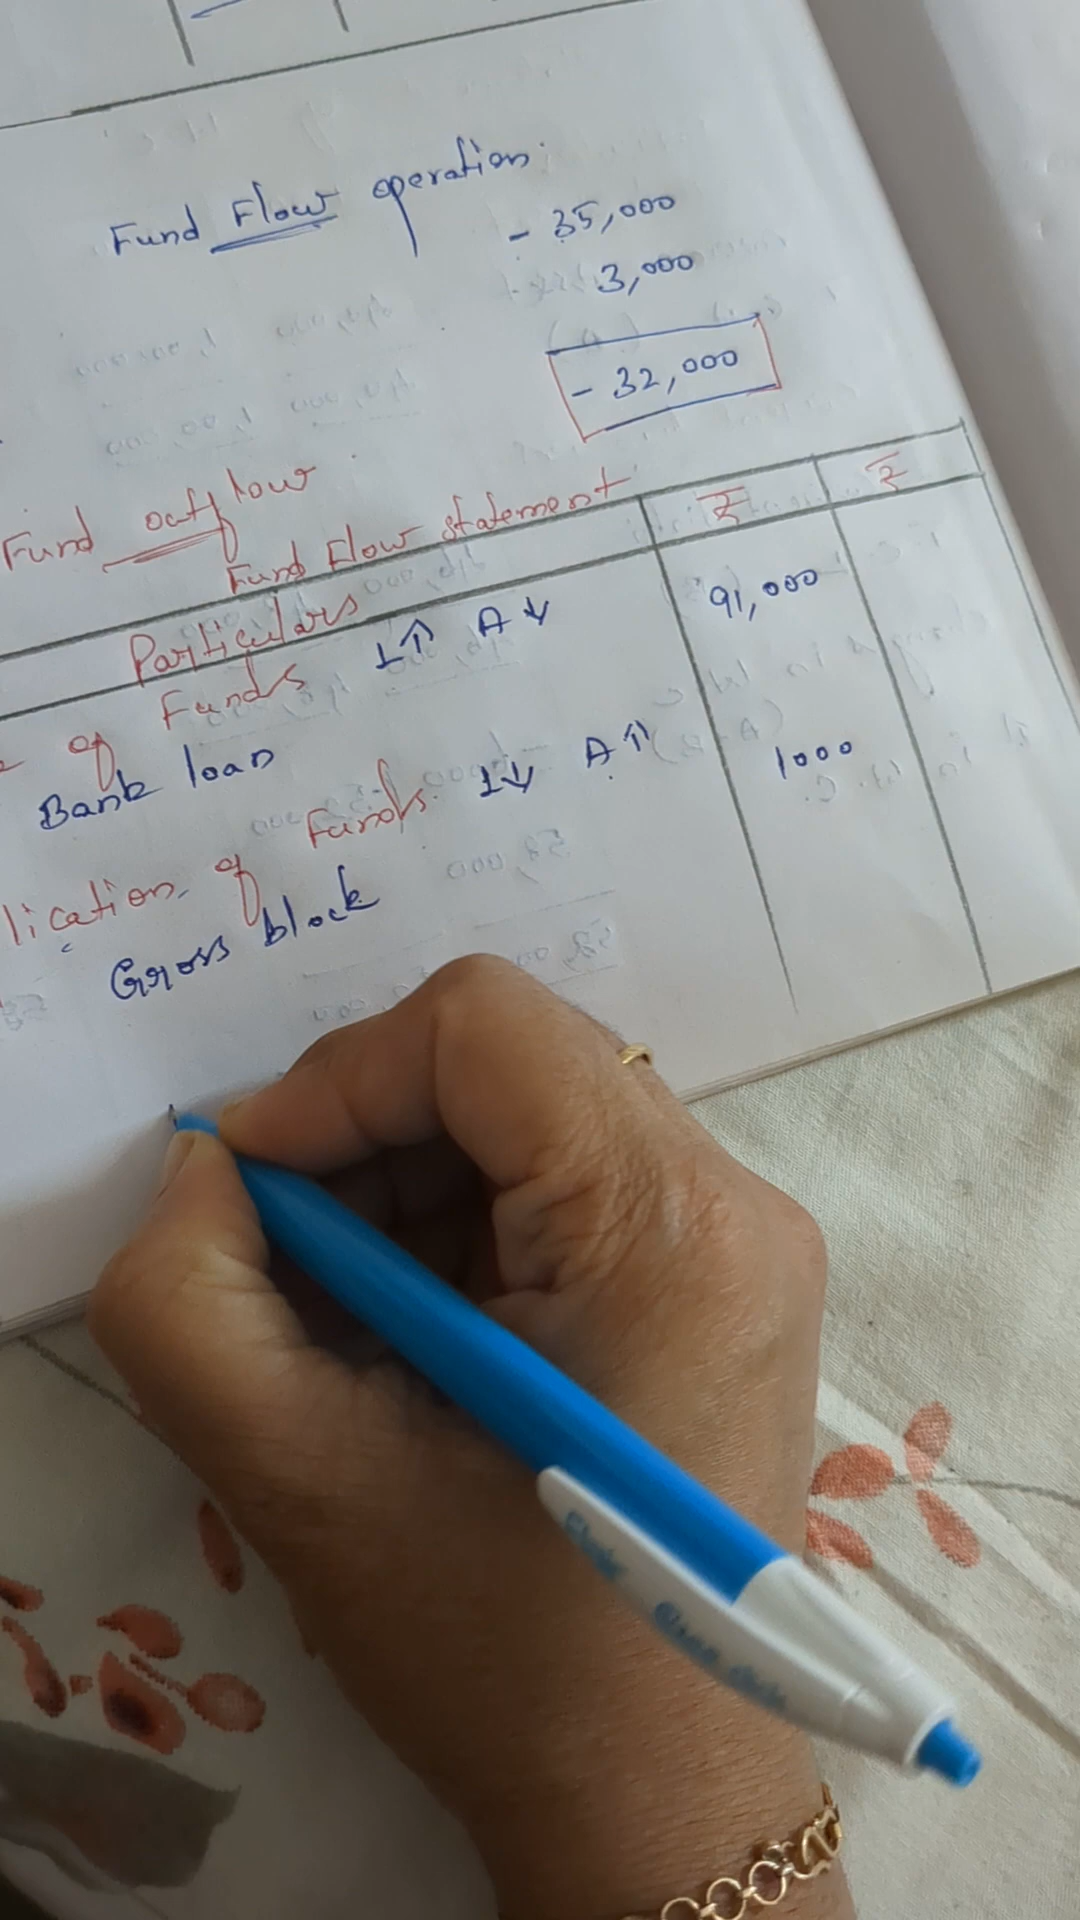 Fund Flow operation
- 35,000
3,000
- 32,000
Fund outflow
Fund Flow statement
Particulars ₹ ₹
of Funds L↑ A↓
Bank loan 91,000
lication of Funds L↓ A↑
Gross block 1000